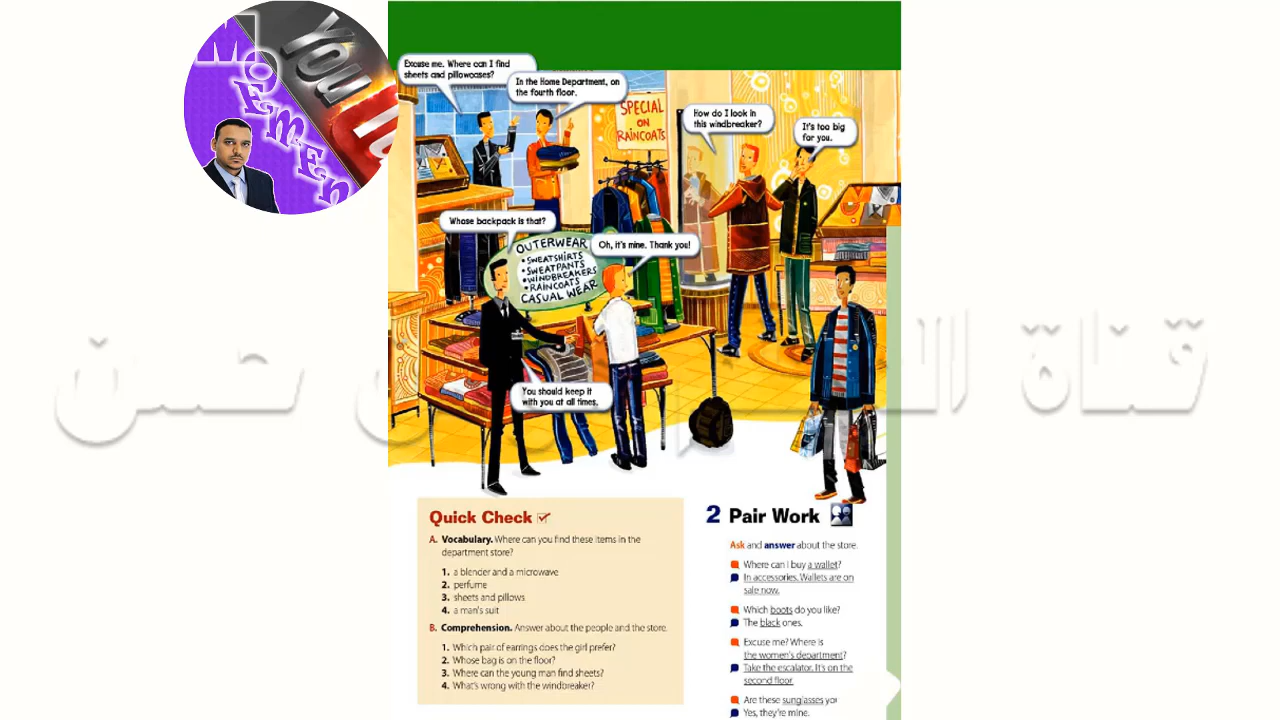 MOEMEN
YOU
Excuse me. Where can I find
sheets and pillowcases?
In the Home Department, on
the fourth floor.
SPECIAL
ON
RAINCOATS
How do I look in
this windbreaker?
It's too big
for you.
Whose backpack is that?
OUTERWEAR
• SWEATSHIRTS
• SWEATPANTS
• WINDBREAKERS
• RAINCOATS
CASUAL WEAR
Oh, it's mine. Thank you!
You should keep it
with you at all times.
قناة
حسن
Quick Check
A. Vocabulary. Where can you find these items in the
department store?
1. a blender and a microwave
2. perfume
3. sheets and pillows
4. a man's suit
B. Comprehension. Answer about the people and the store.
1. Which pair of earrings does the girl prefer?
2. Whose bag is on the floor?
3. Where can the young man find sheets?
4. What's wrong with the windbreaker?
2 Pair Work
Ask and answer about the store.
Where can I buy a wallet?
In accessories. Wallets are on
sale now.
Which boots do you like?
The black ones.
Excuse me? Where is
the women's department?
Take the escalator. It's on the
second floor.
Are these sunglasses yo
Yes, they're mine.